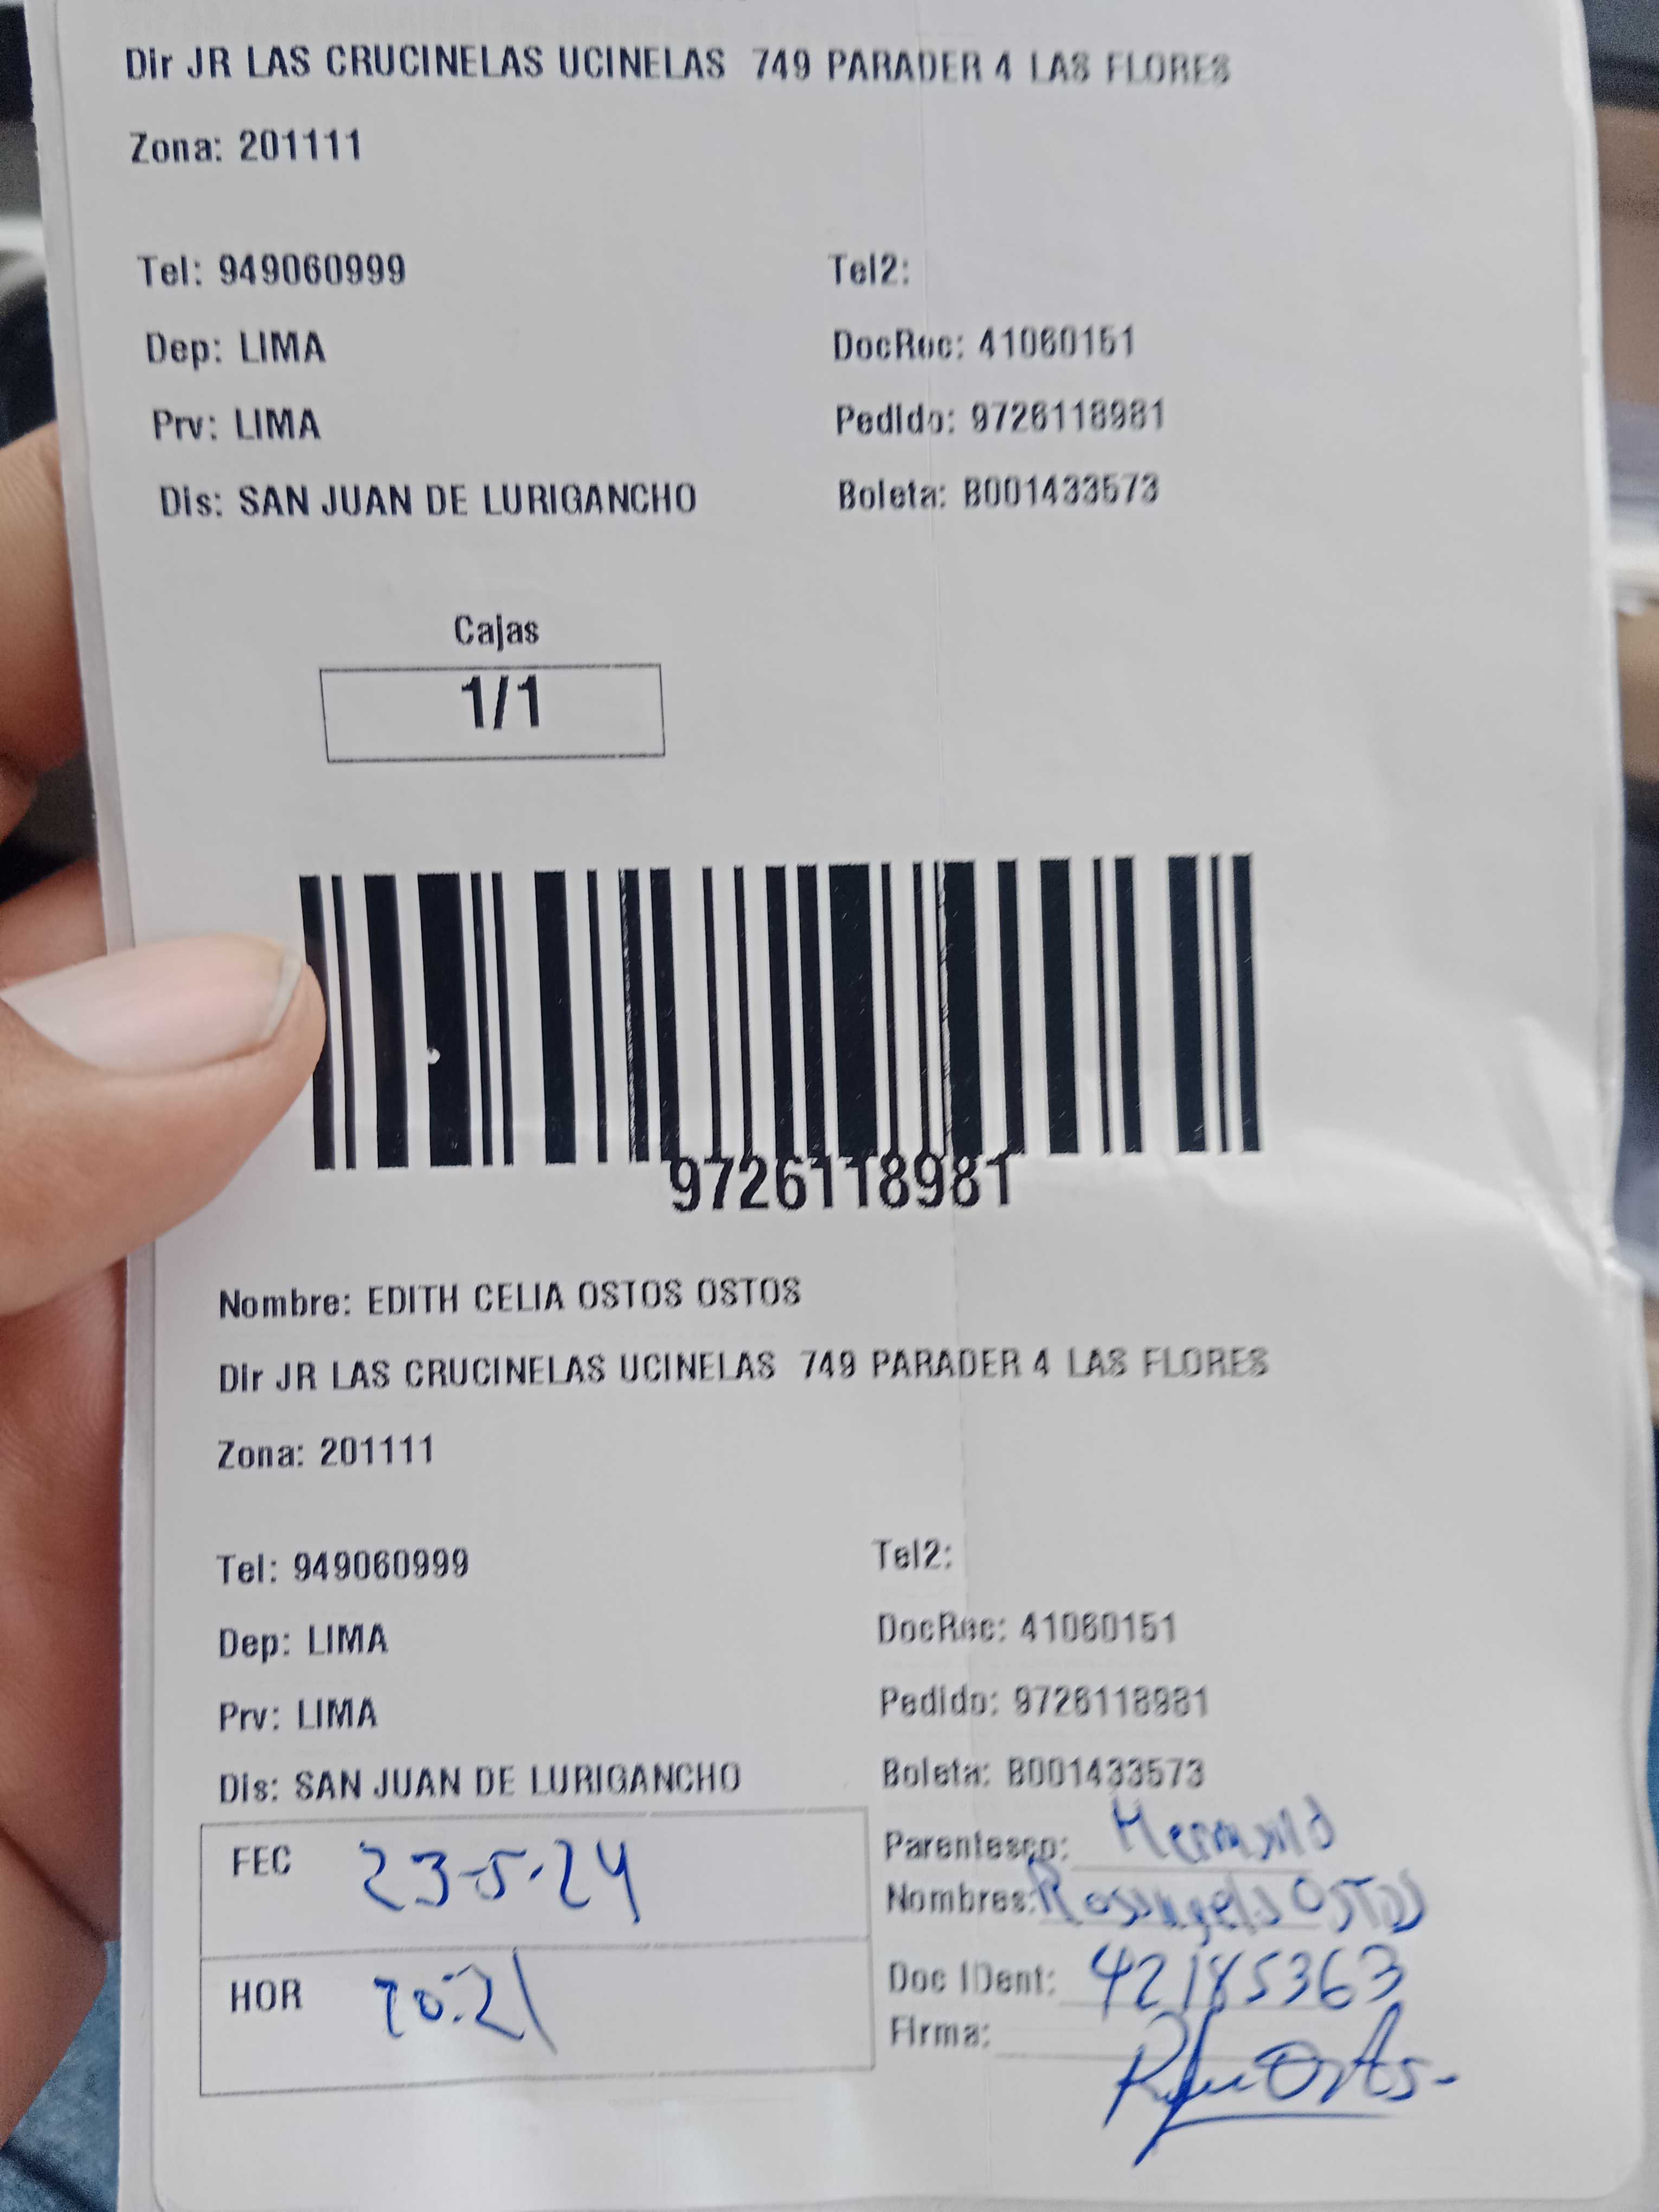 Dir JR LAS CRUCINELAS UCINELAS 749 PARADER 4 LAS FLORES
Zona: 201111
Tel: 949060999 Tel2:
Dep: LIMA DocRec: 41060151
Prv: LIMA Pedido: 9726118981
Dis: SAN JUAN DE LURIGANCHO Boleta: B001433573
Cajas
1/1
9726118981
Nombre: EDITH CELIA OSTOS OSTOS
Dir JR LAS CRUCINELAS UCINELAS 749 PARADER 4 LAS FLORES
Zona: 201111
Tel: 949060999 Tel2:
Dep: LIMA DocRec: 41060151
Prv: LIMA Pedido: 9726118981
Dis: SAN JUAN DE LURIGANCHO Boleta: B001433573
FEC 23-5-24 Parentesco:
Nombres: Rosangela Ostos
HOR 10:21 Doc IDent: 42185363
Firma: